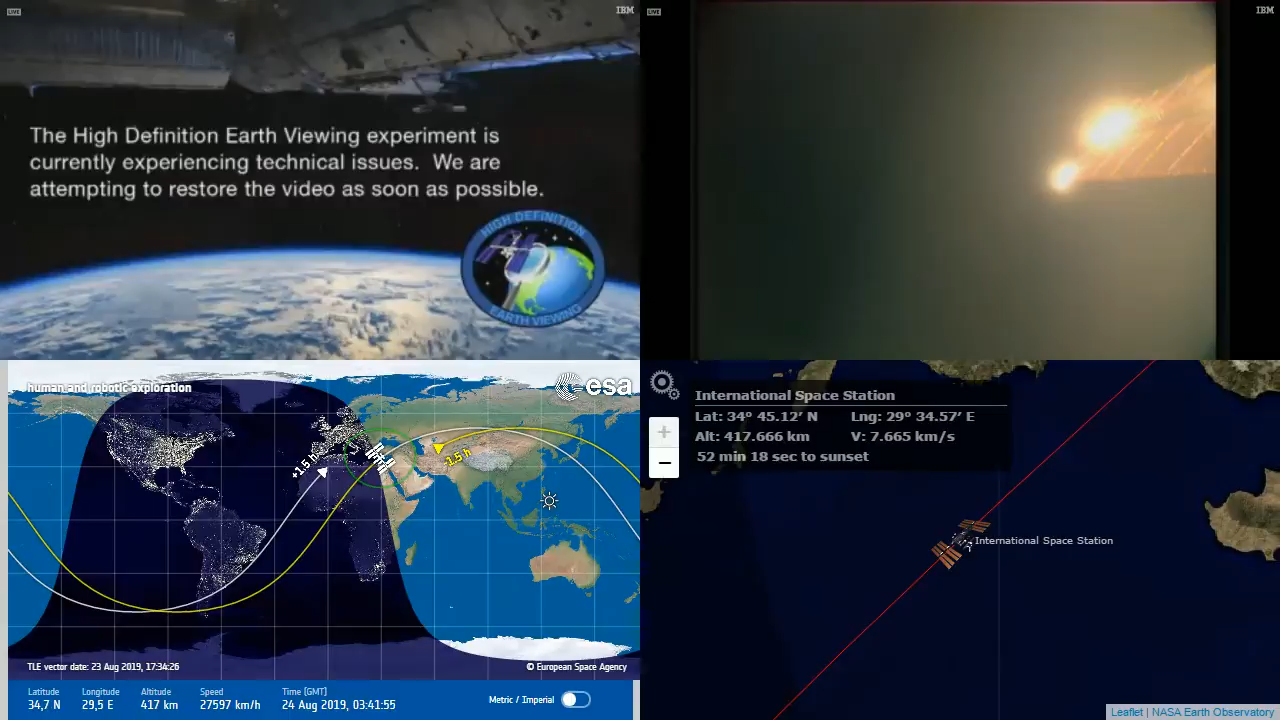 LIVE
IBM
The High Definition Earth Viewing experiment is
currently experiencing technical issues. We are
attempting to restore the video as soon as possible.
HIGH DEFINITION
EARTH VIEWING
LIVE
IBM
human and robotic exploration
esa
+1.5 h
-1.5 h
TLE vector date: 23 Aug 2019, 17:34:26
© European Space Agency
Latitude
Longitude
Altitude
Speed
Time (GMT)
34,7 N
29,5 E
417 km
27597 km/h
24 Aug 2019, 03:41:55
Metric / Imperial
+
−
International Space Station
Lat: 34° 45.12′ N
Lng: 29° 34.57′ E
Alt: 417.666 km
V: 7.665 km/s
52 min 18 sec to sunset
International Space Station
Leaflet | NASA Earth Observatory